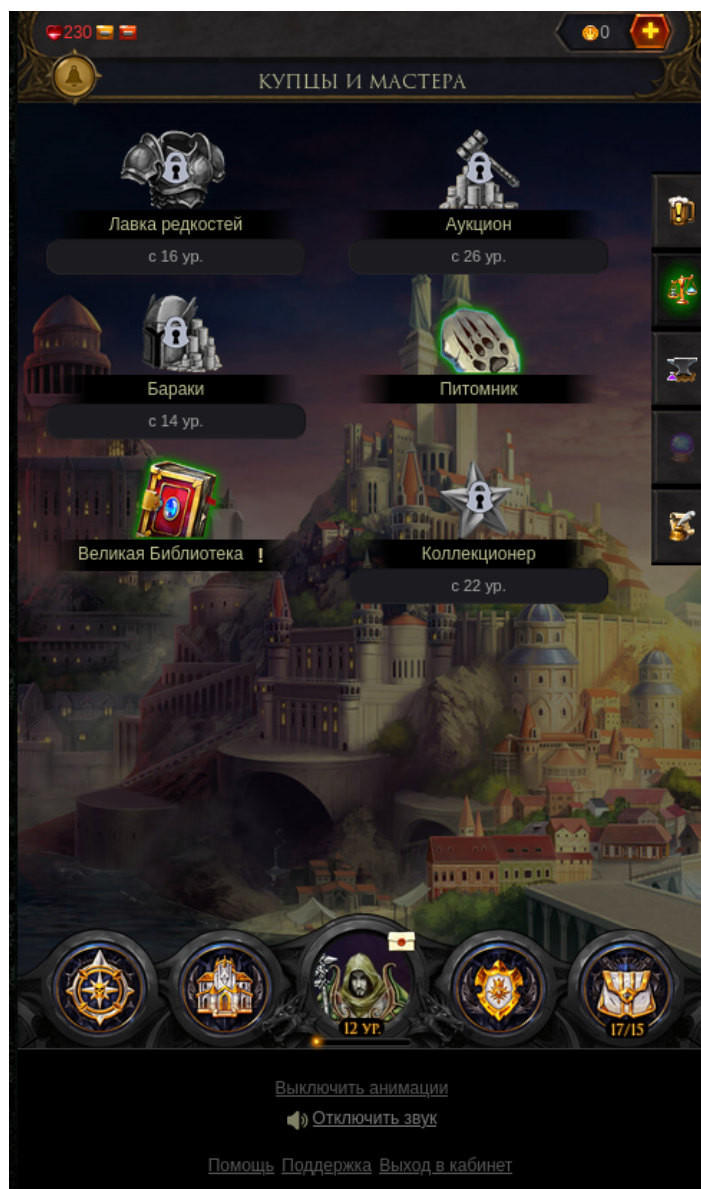 230
0
КУПЦЫ И МАСТЕРА
Лавка редкостей
Аукцион
с 16 ур.
с 26 ур.
Бараки
Питомник
с 14 ур.
Великая Библиотека !
Коллекционер
с 22 ур.
12 УР.
17/15
Выключить анимации
Отключить звук
Помощь Поддержка Выход в кабинет